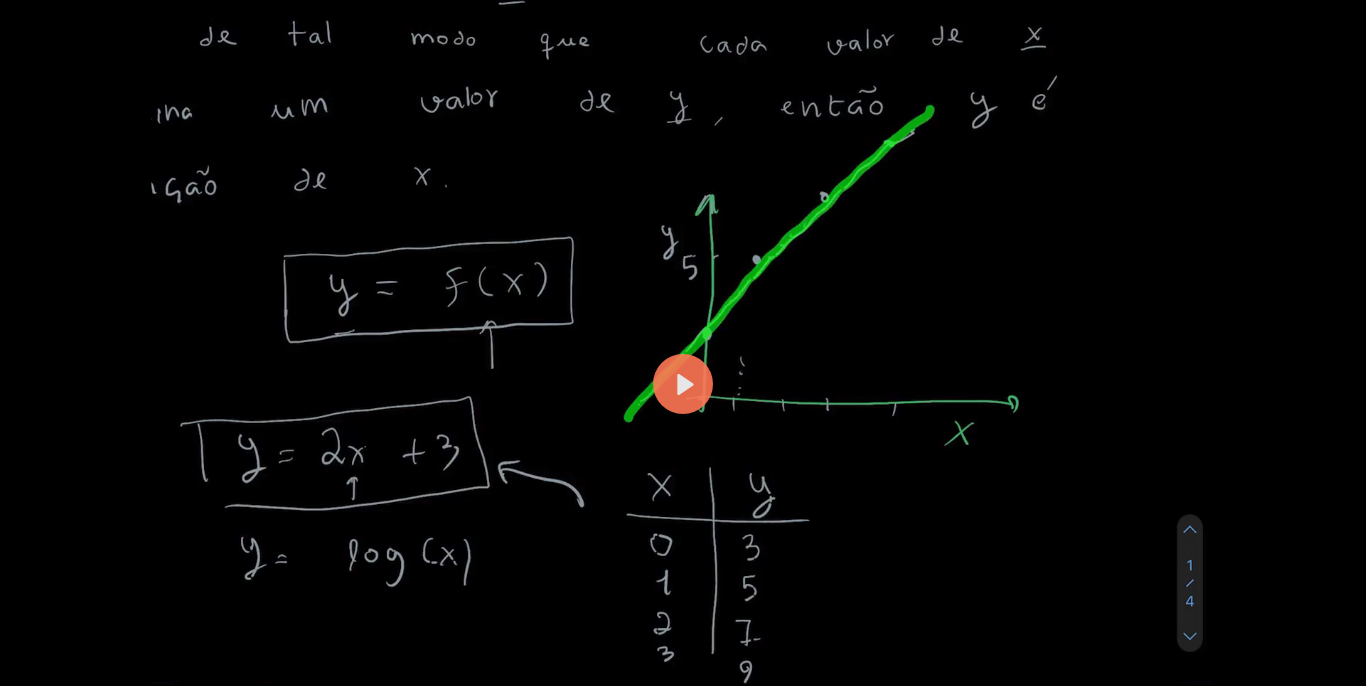 de tal modo que cada valor de x
ina um valor de y, então y é
ição de x.
y
5
y = f(x)
y = 2x + 3
x
x y
0 3
y = log(x)
1 5
2 7
3 9
1
/
4